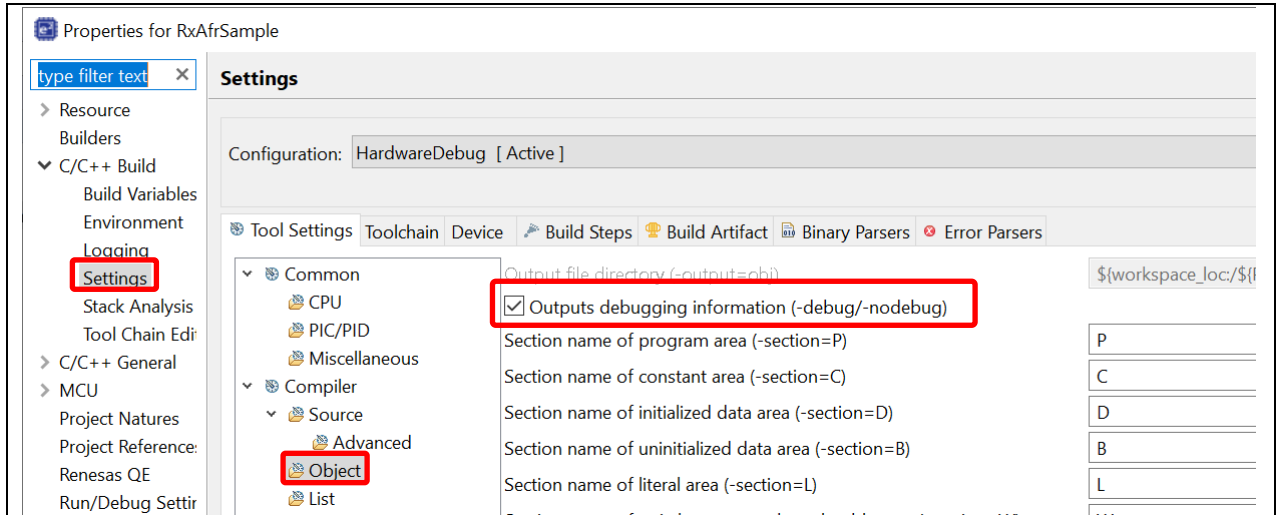 Properties for RxAfrSample
type filter text
Settings
Resource
Builders
C/C++ Build
Build Variables
Environment
Logging
Settings
Stack Analysis
Tool Chain Edi
C/C++ General
MCU
Project Natures
Project Reference
Renesas QE
Run/Debug Settir
Configuration: HardwareDebug [ Active ]
Tool Settings Toolchain Device Build Steps Build Artifact Binary Parsers Error Parsers
Common
CPU
PIC/PID
Miscellaneous
Compiler
Source
Advanced
Object
List
Output file directory (-output=obj) ${workspace_loc:/${
Outputs debugging information (-debug/-nodebug)
Section name of program area (-section=P) P
Section name of constant area (-section=C) C
Section name of initialized data area (-section=D) D
Section name of uninitialized data area (-section=B) B
Section name of literal area (-section=L) L